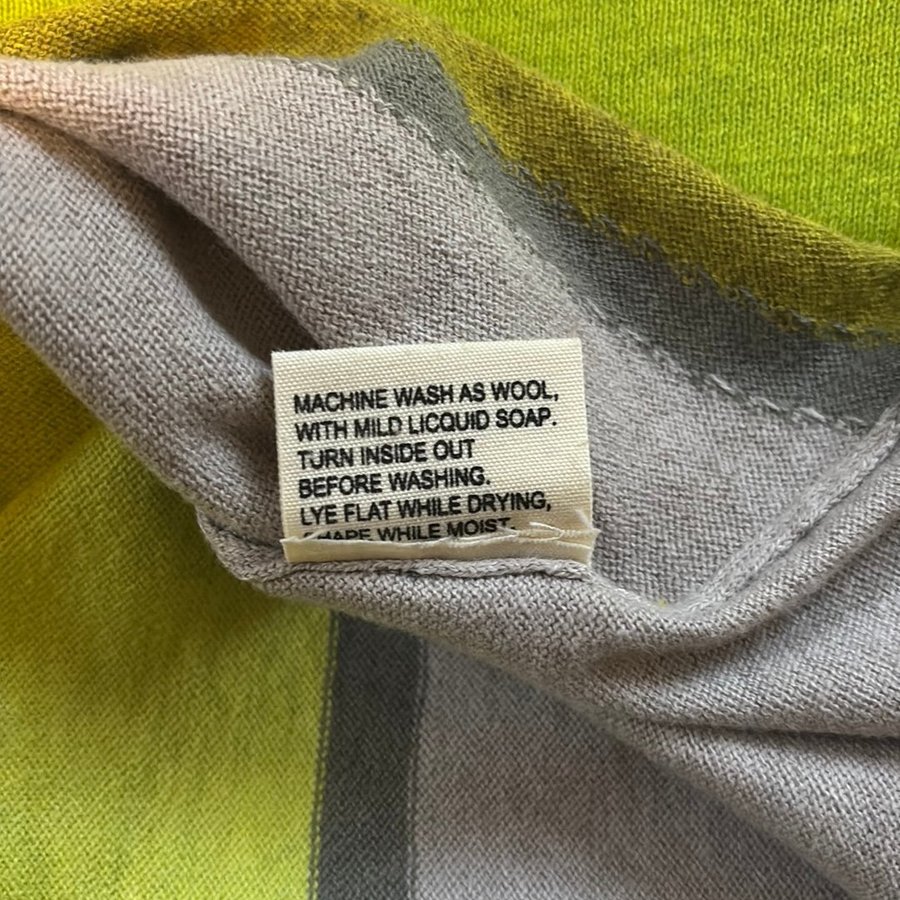 MACHINE WASH AS WOOL,
WITH MILD LICQUID SOAP.
TURN INSIDE OUT
BEFORE WASHING.
LYE FLAT WHILE DRYING,
SHAPE WHILE MOIST.